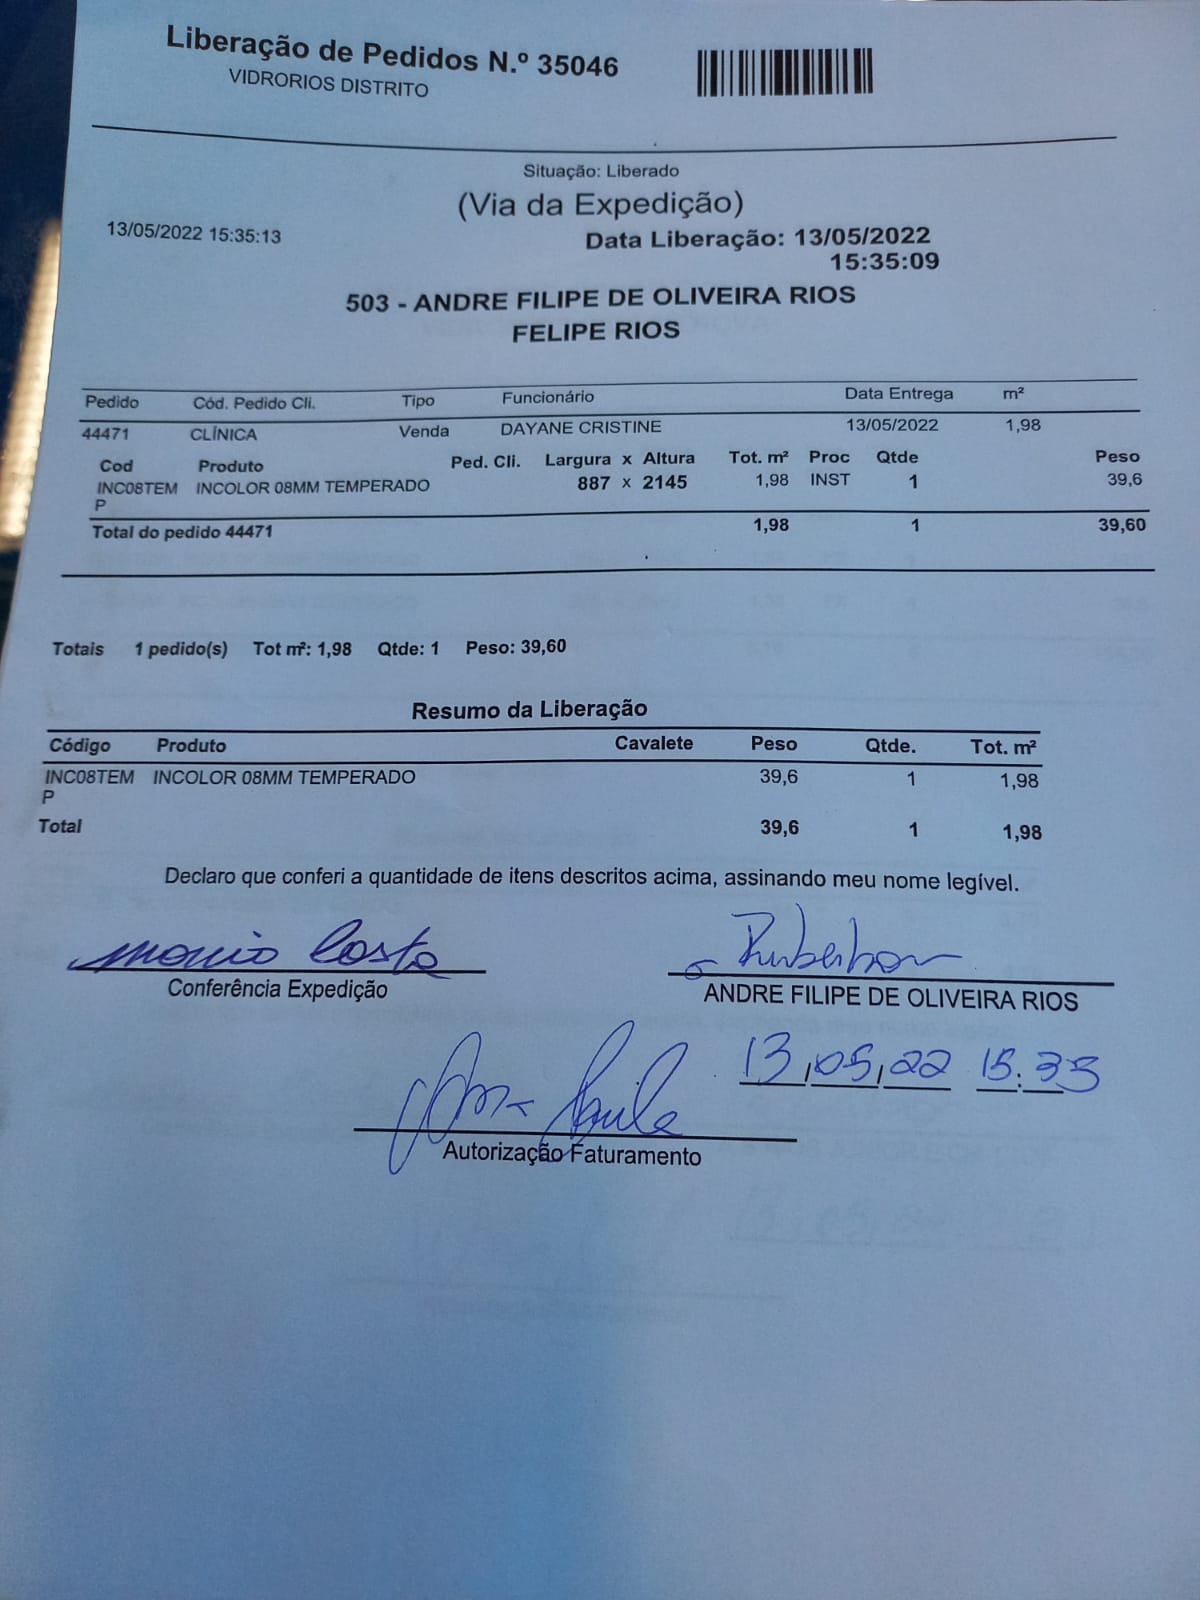 Liberação de Pedidos N.º 35046
VIDRORIOS DISTRITO
Situação: Liberado
(Via da Expedição)
13/05/2022 15:35:13
Data Liberação: 13/05/2022
15:35:09
503 - ANDRE FILIPE DE OLIVEIRA RIOS
FELIPE RIOS
Pedido Cód. Pedido Cli. Tipo Funcionário Data Entrega m²
44471 CLÍNICA Venda DAYANE CRISTINE 13/05/2022 1,98
Cod Produto Ped. Cli. Largura x Altura Tot. m² Proc Qtde Peso
INC08TEM INCOLOR 08MM TEMPERADO 887 x 2145 1,98 INST 1 39,6
P
Total do pedido 44471 1,98 1 39,60
Totais 1 pedido(s) Tot m²: 1,98 Qtde: 1 Peso: 39,60
Resumo da Liberação
Código Produto Cavalete Peso Qtde. Tot. m²
INC08TEM INCOLOR 08MM TEMPERADO 39,6 1 1,98
P
Total 39,6 1 1,98
Declaro que conferi a quantidade de itens descritos acima, assinando meu nome legível.
Costa
Conferência Expedição
ANDRE FILIPE DE OLIVEIRA RIOS
13,05,22 15:35
Autorização Faturamento